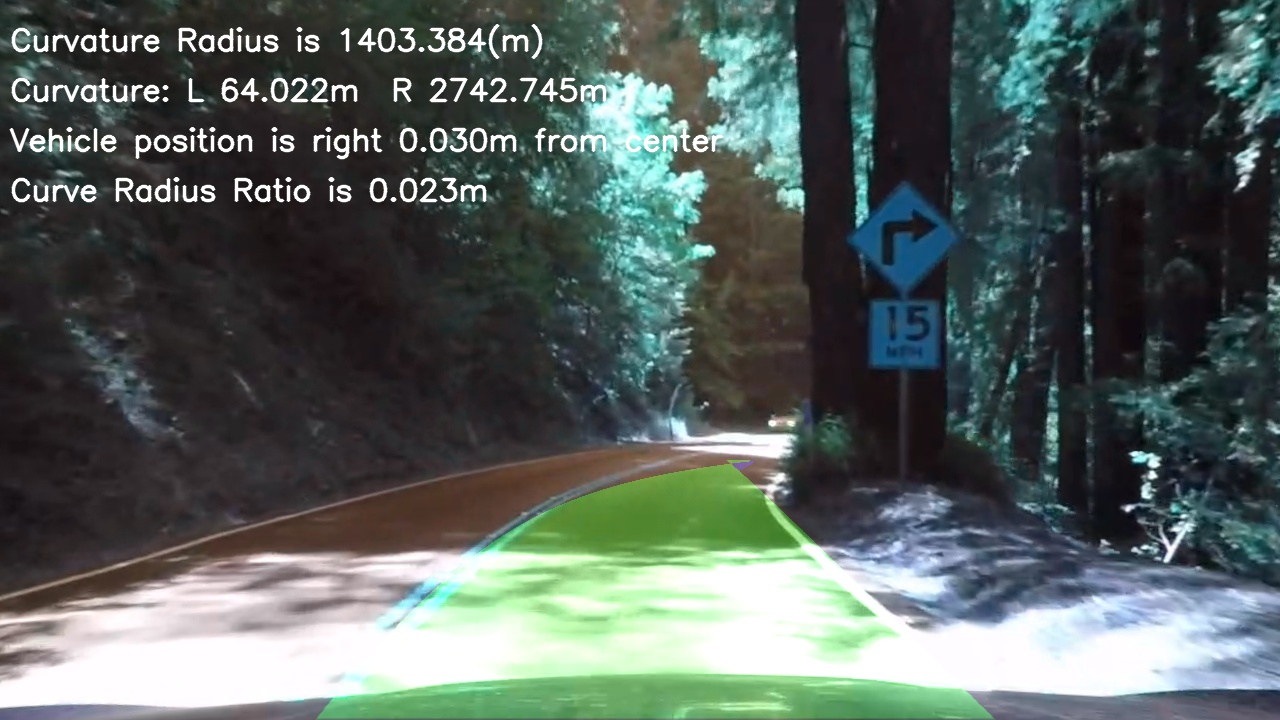 Curvature Radius is 1403.384(m)
Curvature: L 64.022m R 2742.745m
Vehicle position is right 0.030m from center
Curve Radius Ratio is 0.023m
15
MPH